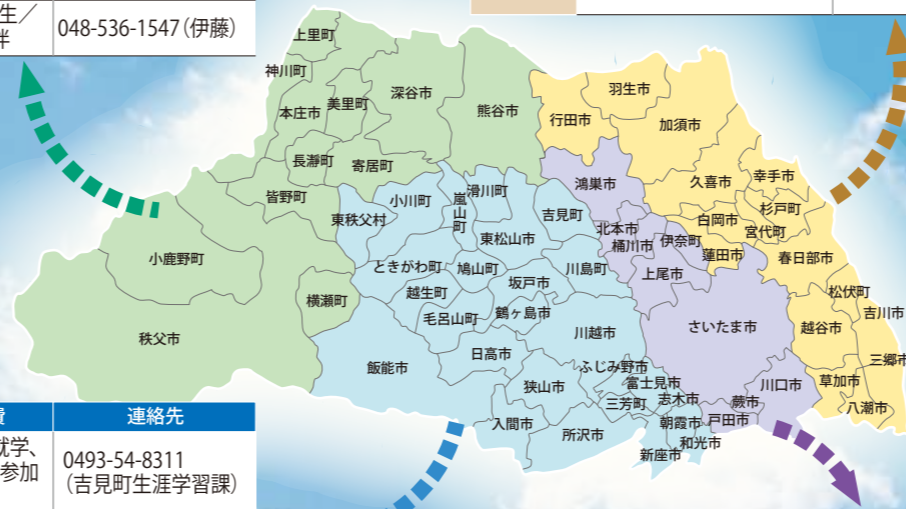 生／
伴
048-536-1547（伊藤）
上里町
神川町
本庄市
美里町
深谷市
熊谷市
長瀞町
寄居町
皆野町
小鹿野町
秩父市
横瀬町
東秩父村
小川町
嵐山町
滑川町
吉見町
東松山市
ときがわ町
鳩山町
川島町
坂戸市
越生町
毛呂山町
鶴ヶ島市
川越市
飯能市
日高市
狭山市
ふじみ野市
富士見市
三芳町
志木市
入間市
所沢市
朝霞市
新座市
和光市
鴻巣市
北本市
桶川市
伊奈町
上尾市
さいたま市
川口市
蕨市
戸田市
行田市
羽生市
加須市
久喜市
幸手市
杉戸町
白岡市
宮代町
蓮田市
春日部市
松伏町
吉川市
越谷市
三郷市
草加市
八潮市
費
連絡先
就学、
参加
0493-54-8311
（吉見町生涯学習課）